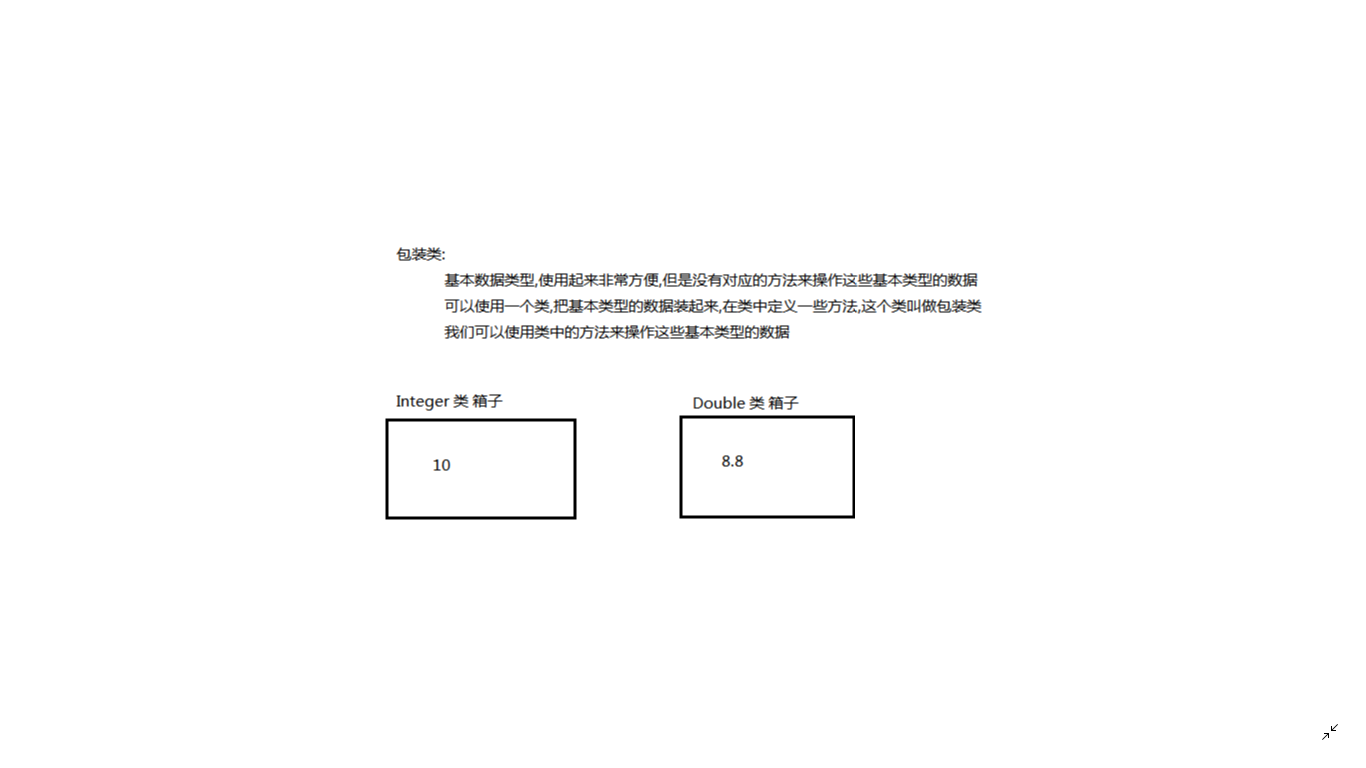 包装类:
基本数据类型,使用起来非常方便,但是没有对应的方法来操作这些基本类型的数据
可以使用一个类,把基本类型的数据装起来,在类中定义一些方法,这个类叫做包装类
我们可以使用类中的方法来操作这些基本类型的数据
Integer 类 箱子
Double 类 箱子
10
8.8